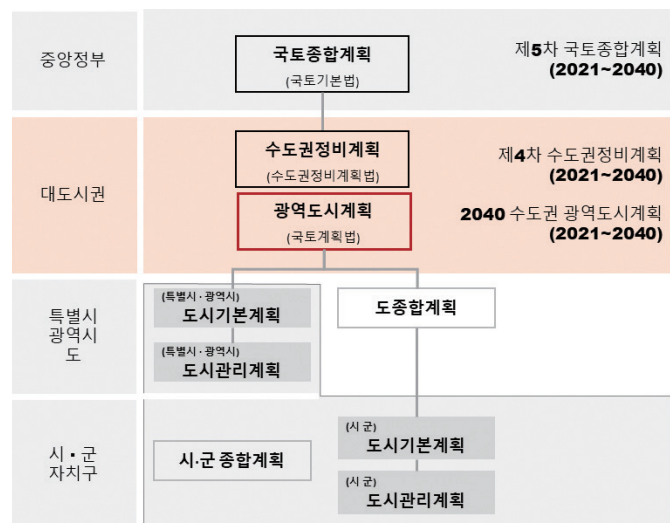 중앙정부
국토종합계획
(국토기본법)
제5차 국토종합계획
(2021~2040)
대도시권
수도권정비계획
(수도권정비계획법)
제4차 수도권정비계획
(2021~2040)
광역도시계획
(국토계획법)
2040 수도권 광역도시계획
(2021~2040)
특별시
광역시
도
(특별시·광역시)
도시기본계획
(특별시·광역시)
도시관리계획
도종합계획
시·군
자치구
시·군 종합계획
(시 군)
도시기본계획
(시 군)
도시관리계획